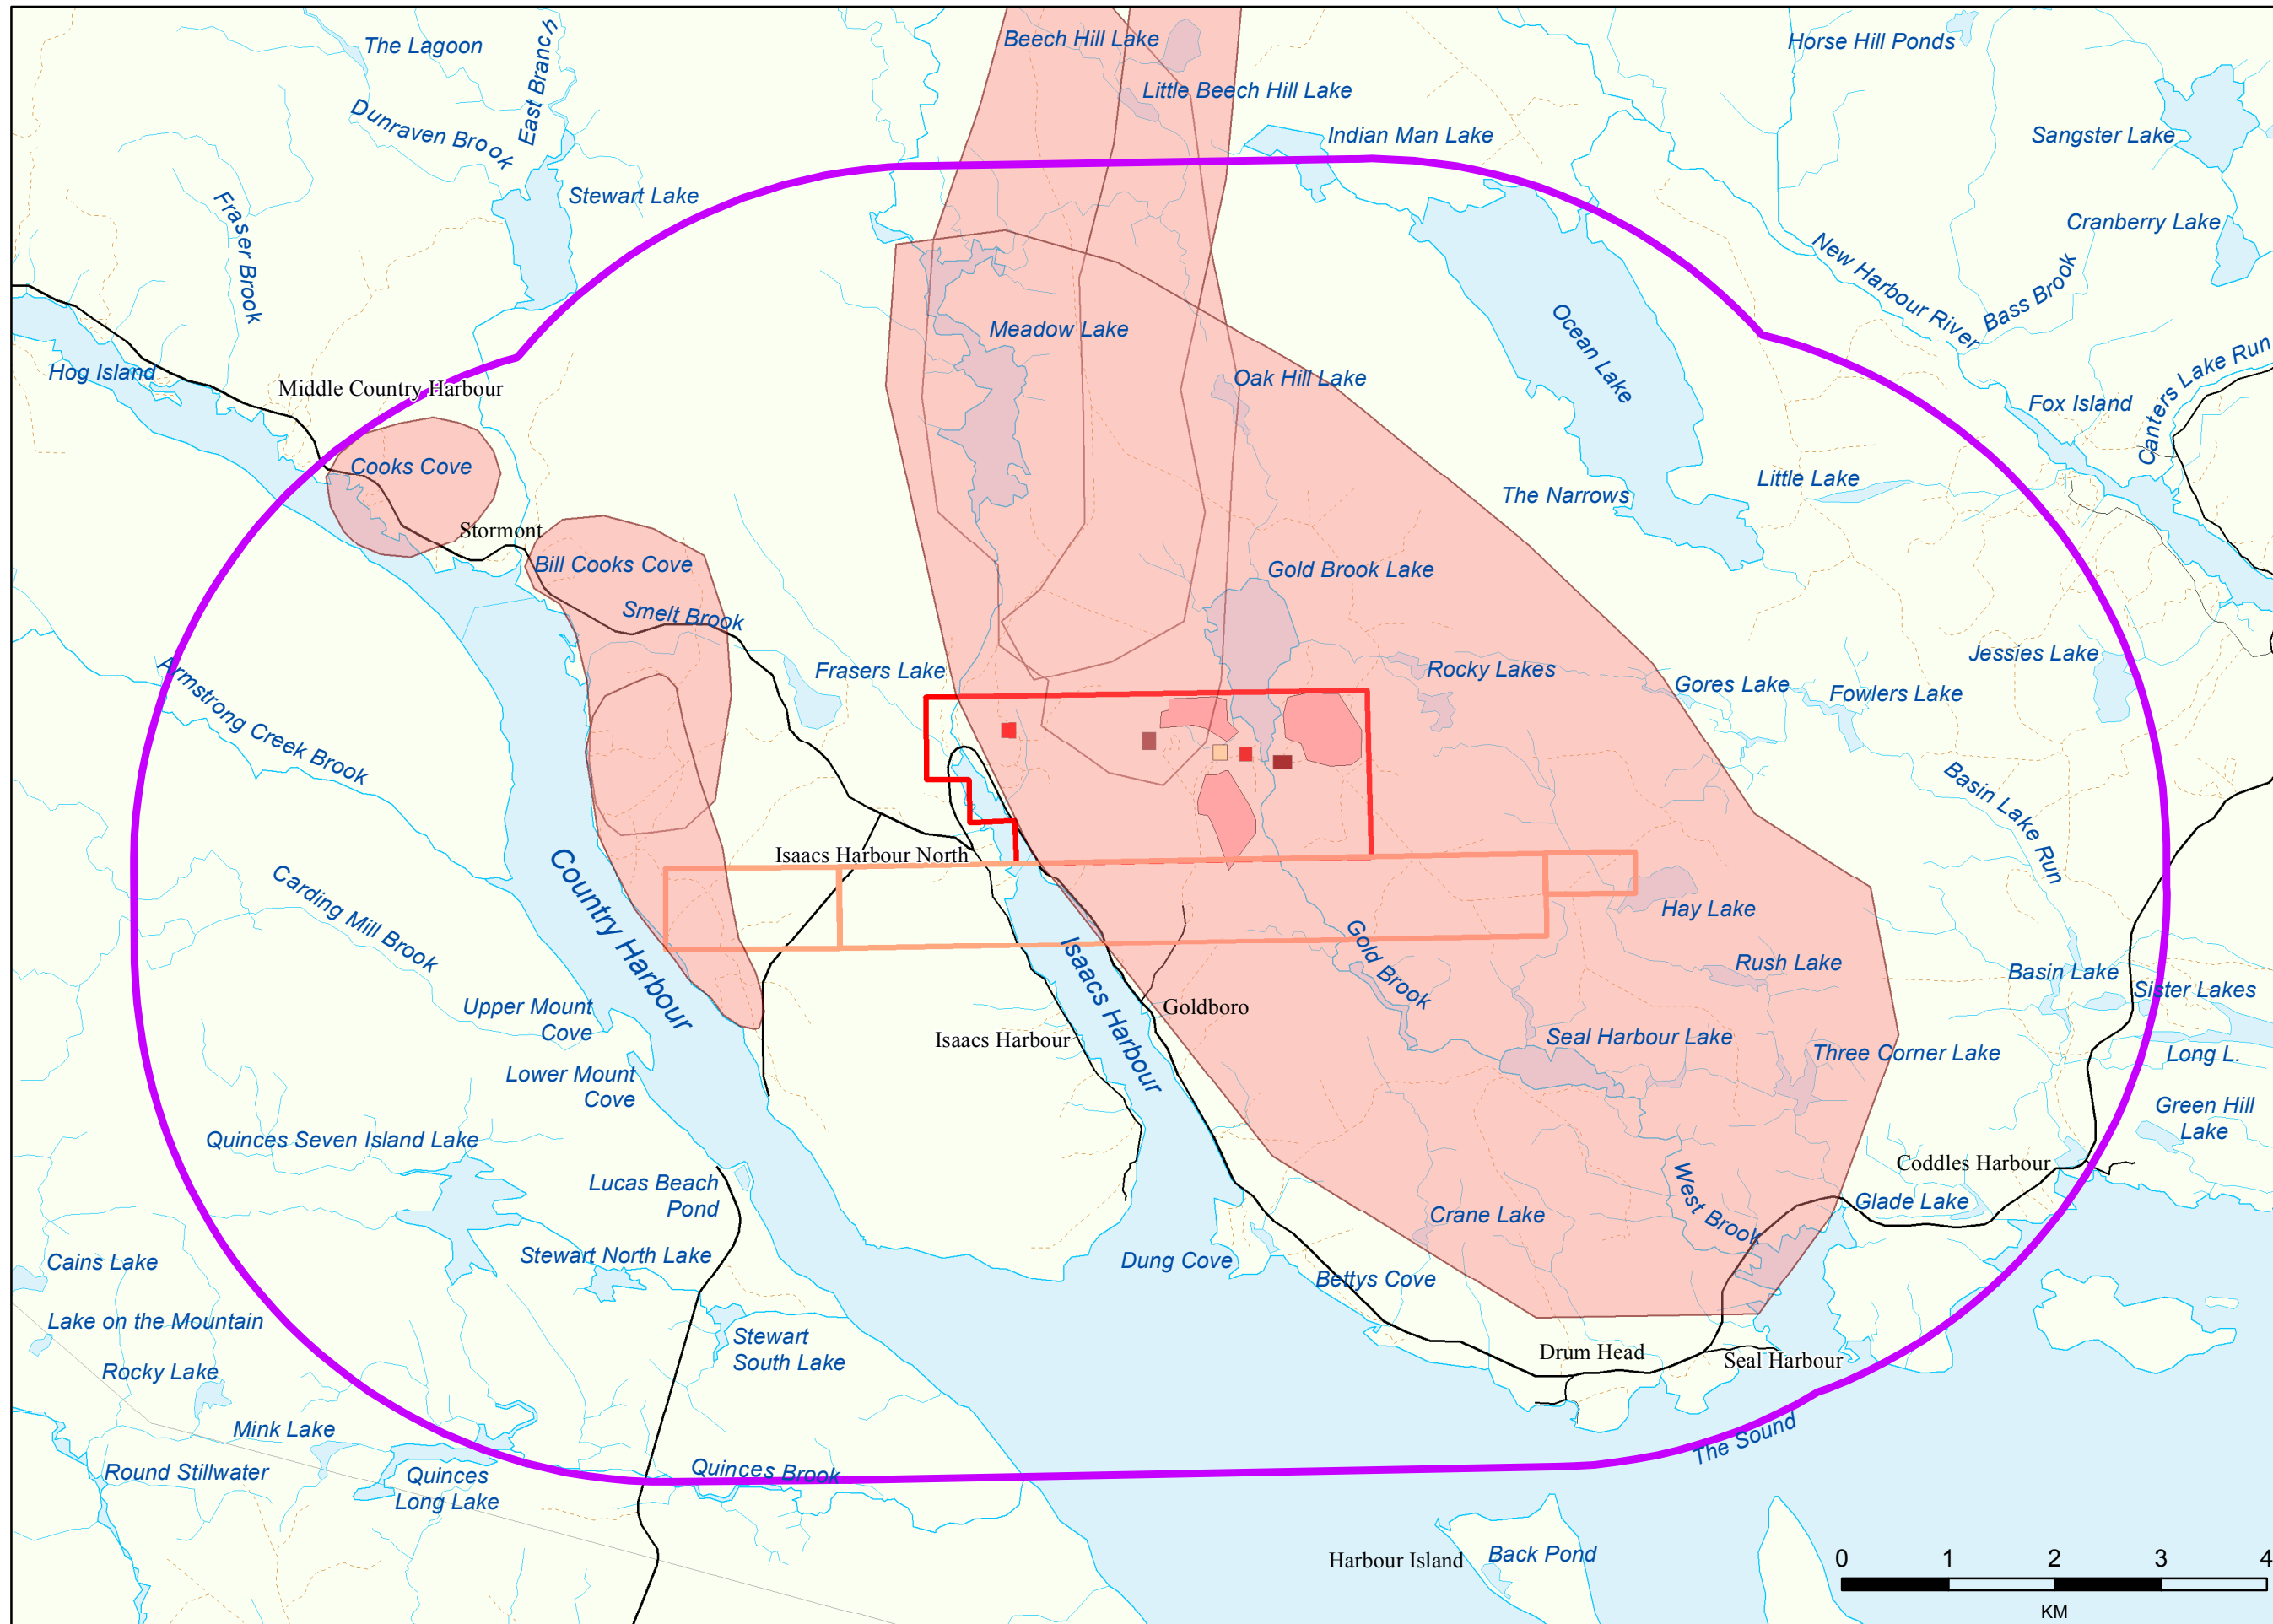 The Lagoon
East Branch
Beech Hill Lake
Horse Hill Ponds
Little Beech Hill Lake
Dunraven Brook
Indian Man Lake
Sangster Lake
Stewart Lake
Fraser Brook
Cranberry Lake
New Harbour River
Bass Brook
Meadow Lake
Ocean Lake
Hog Island
Middle Country Harbour
Oak Hill Lake
Canters Lake Run
Fox Island
Cooks Cove
Little Lake
The Narrows
Stormont
Bill Cooks Cove
Gold Brook Lake
Smelt Brook
Armstrong Creek Brook
Frasers Lake
Rocky Lakes
Jessies Lake
Gores Lake
Fowlers Lake
Basin Lake Run
Isaacs Harbour North
Country Harbour
Carding Mill Brook
Hay Lake
Gold Brook
Isaacs Harbour
Rush Lake
Basin Lake
Sister Lakes
Upper Mount
Cove
Goldboro
Isaacs Harbour
Seal Harbour Lake
Three Corner Lake
Long L.
Lower Mount
Cove
Green Hill
Lake
Quinces Seven Island Lake
Coddles Harbour
West Brook
Lucas Beach
Pond
Glade Lake
Crane Lake
Stewart North Lake
Cains Lake
Dung Cove
Bettys Cove
Lake on the Mountain
Stewart
South Lake
Drum Head
Seal Harbour
Rocky Lake
Mink Lake
The Sound
Round Stillwater
Quinces
Long Lake
Quinces Brook
Harbour Island
Back Pond
0 1 2 3 4
KM